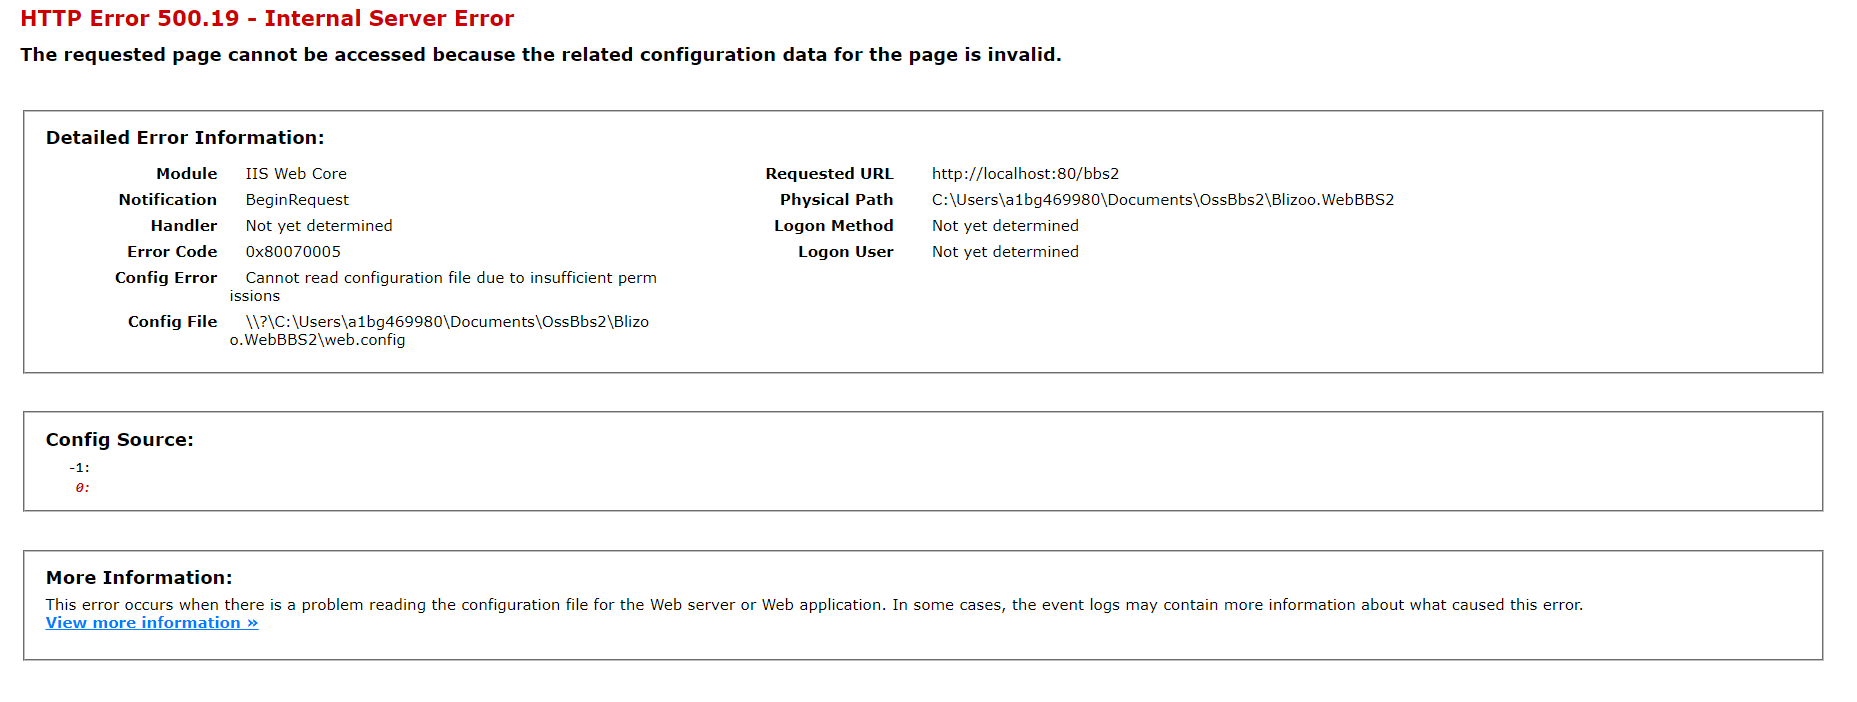 HTTP Error 500.19 - Internal Server Error
The requested page cannot be accessed because the related configuration data for the page is invalid.
Detailed Error Information:
Module IIS Web Core
Notification BeginRequest
Handler Not yet determined
Error Code 0x80070005
Config Error Cannot read configuration file due to insufficient perm
issions
Config File \\?\C:\Users\a1bg469980\Documents\OssBbs2\Blizo
o.WebBBS2\web.config
Requested URL http://localhost:80/bbs2
Physical Path C:\Users\a1bg469980\Documents\OssBbs2\Blizoo.WebBBS2
Logon Method Not yet determined
Logon User Not yet determined
Config Source:
-1:
0:
More Information:
This error occurs when there is a problem reading the configuration file for the Web server or Web application. In some cases, the event logs may contain more information about what caused this error.
View more information »